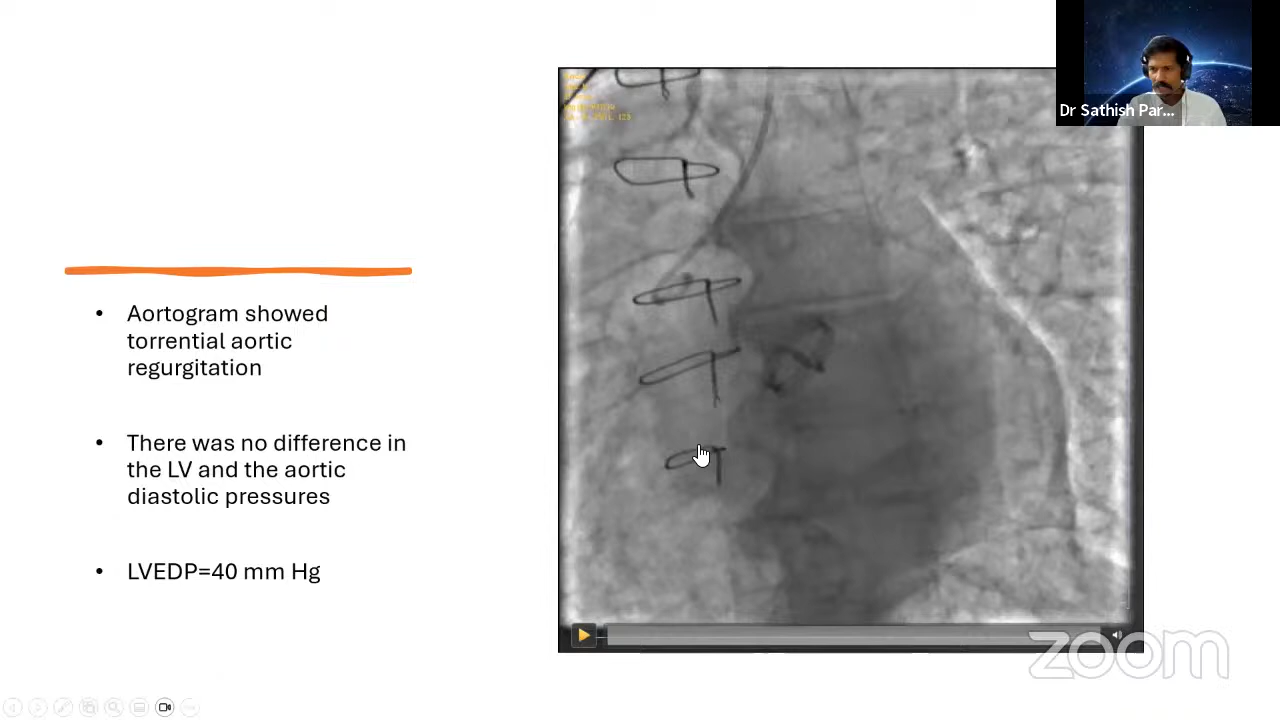 Dr Sathish Par...
• Aortogram showed
torrential aortic
regurgitation
• There was no difference in
the LV and the aortic
diastolic pressures
• LVEDP=40 mm Hg
zoom